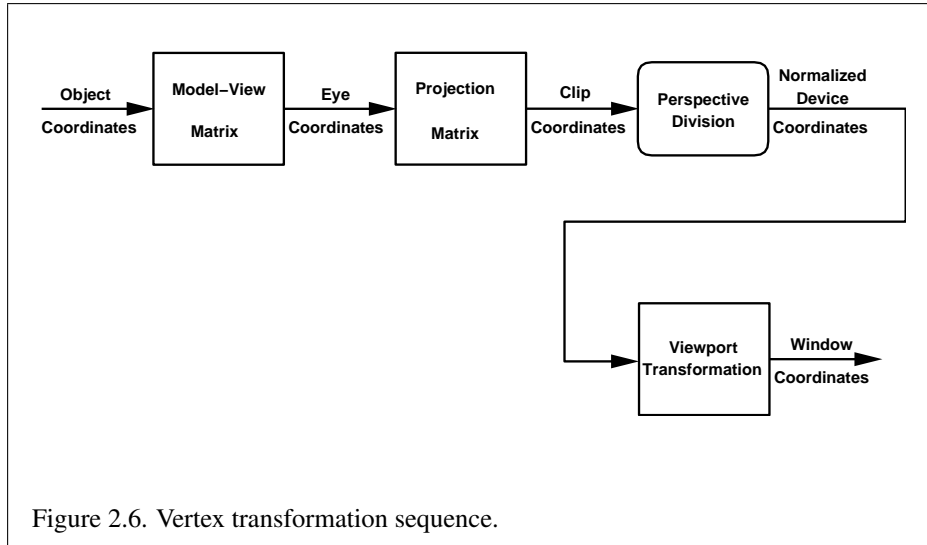 Object
Coordinates
Model–View
Matrix
Eye
Coordinates
Projection
Matrix
Clip
Coordinates
Perspective
Division
Normalized
Device
Coordinates
Viewport
Transformation
Window
Coordinates
Figure 2.6. Vertex transformation sequence.